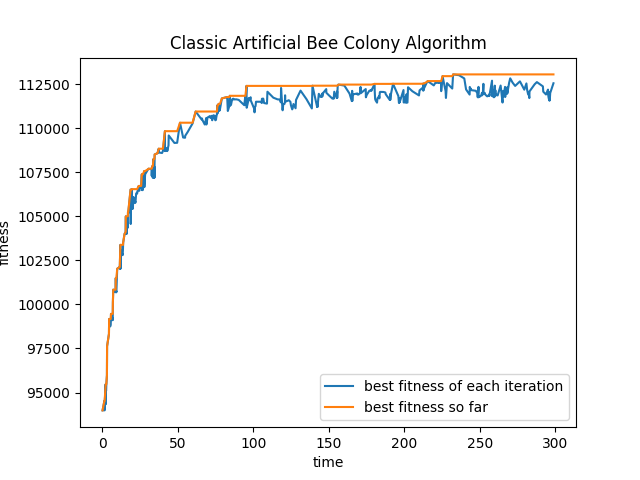 Classic Artificial Bee Colony Algorithm
fitness
112500
110000
107500
105000
102500
100000
97500
95000
best fitness of each iteration
best fitness so far
0 50 100 150 200 250 300
time